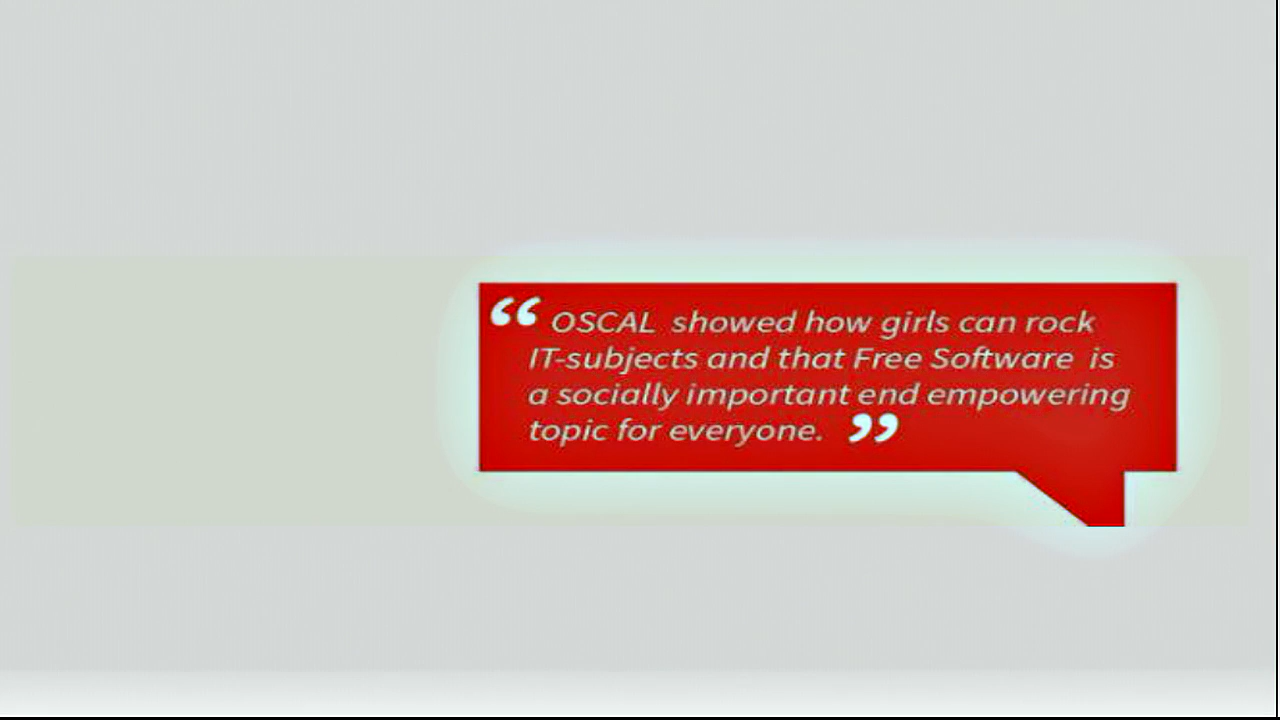 “ OSCAL showed how girls can rock
IT-subjects and that Free Software is
a socially important end empowering
topic for everyone. ”